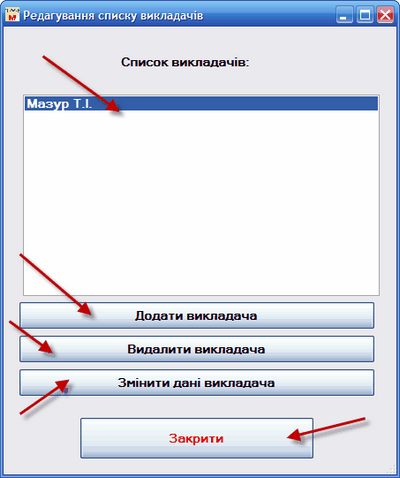 Редагування списку викладачів
Список викладачів:
Мазур Т.І.
Додати викладача
Видалити викладача
Змінити дані викладача
Закрити